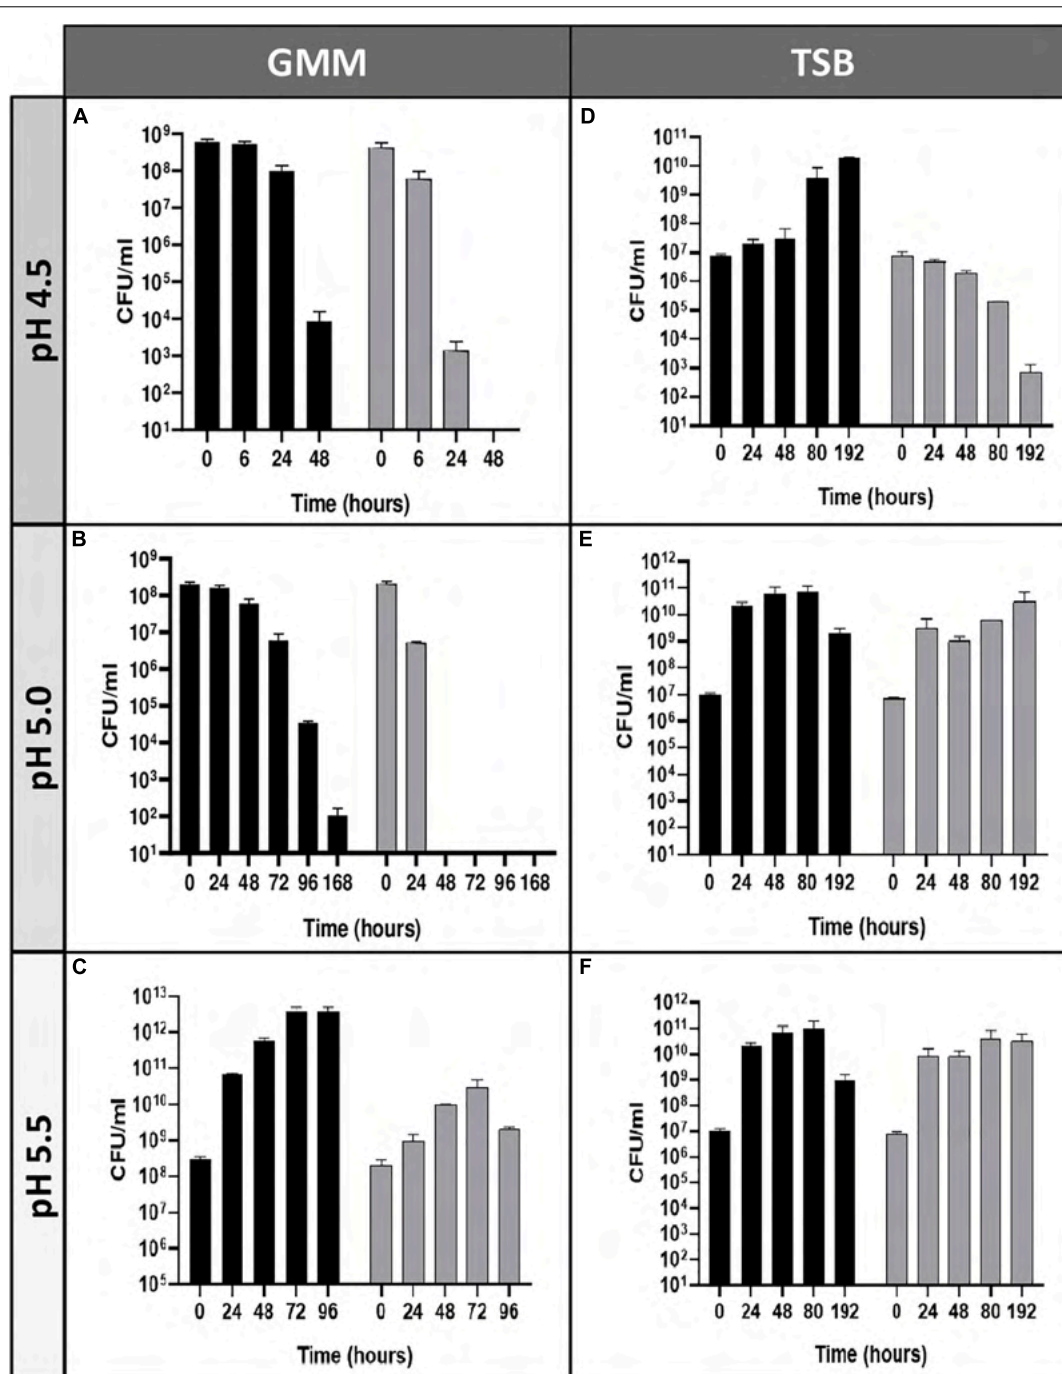 GMM
TSB
pH 4.5
A
10⁹
10⁸
10⁷
10⁶
10⁵
10⁴
10³
10²
10¹
CFU/ml
0 6 24 48 0 6 24 48
Time (hours)
D
10¹¹
10¹⁰
10⁹
10⁸
10⁷
10⁶
10⁵
10⁴
10³
10²
10¹
CFU/ml
0 24 48 80 192 0 24 48 80 192
Time (hours)
pH 5.0
B
10⁹
10⁸
10⁷
10⁶
10⁵
10⁴
10³
10²
10¹
CFU/ml
0 24 48 72 96 168 0 24 48 72 96 168
Time (hours)
E
10¹²
10¹¹
10¹⁰
10⁹
10⁸
10⁷
10⁶
10⁵
10⁴
10³
10²
10¹
CFU/ml
0 24 48 80 192 0 24 48 80 192
Time (hours)
pH 5.5
C
10¹³
10¹²
10¹¹
10¹⁰
10⁹
10⁸
10⁷
10⁶
10⁵
CFU/ml
0 24 48 72 96 0 24 48 72 96
Time (hours)
F
10¹²
10¹¹
10¹⁰
10⁹
10⁸
10⁷
10⁶
10⁵
10⁴
10³
10²
10¹
CFU/ml
0 24 48 80 192 0 24 48 80 192
Time (hours)